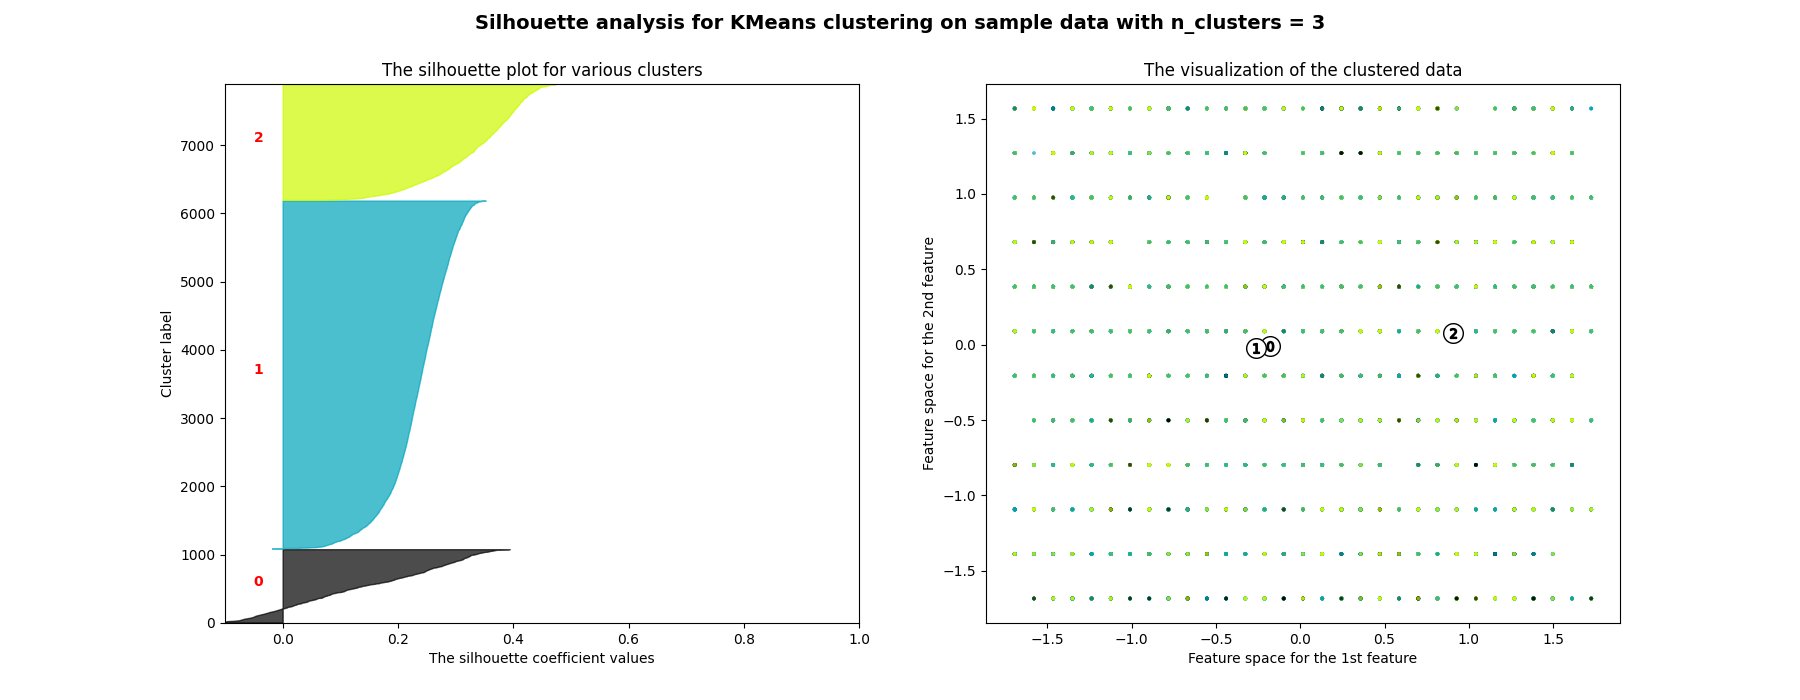 Silhouette analysis for KMeans clustering on sample data with n_clusters = 3
The silhouette plot for various clusters
Cluster label
7000
6000
5000
4000
3000
2000
1000
0
2
1
0
0.0 0.2 0.4 0.6 0.8 1.0
The silhouette coefficient values
The visualization of the clustered data
Feature space for the 2nd feature
1.5
1.0
0.5
0.0
−0.5
−1.0
−1.5
1 0 2
−1.5 −1.0 −0.5 0.0 0.5 1.0 1.5
Feature space for the 1st feature